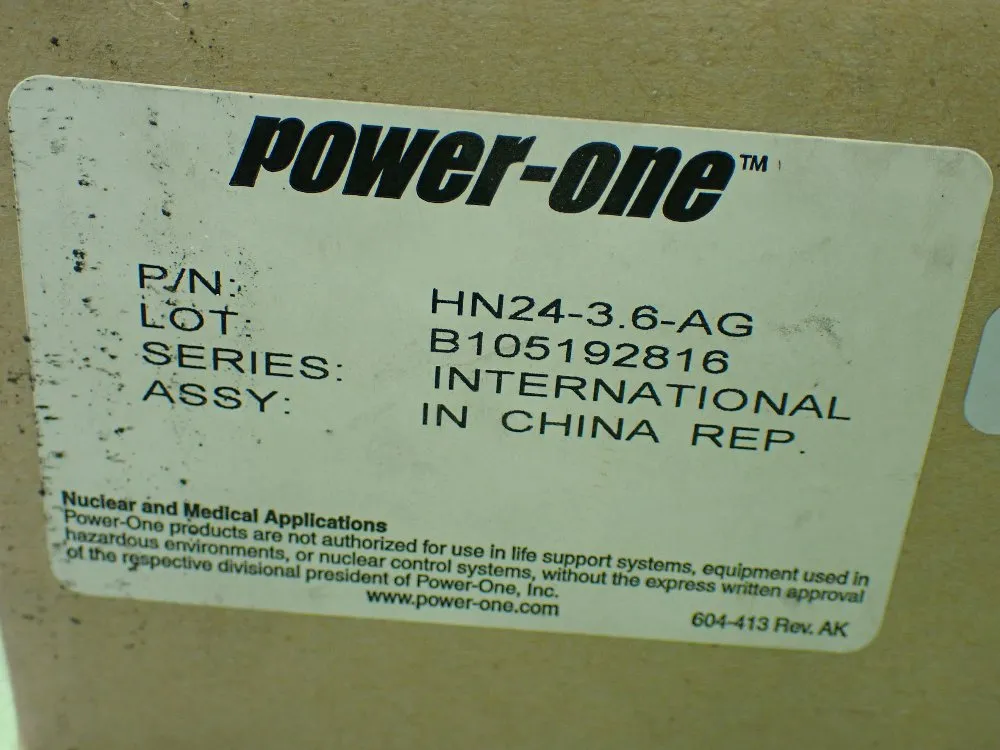 power-one™
P/N: HN24-3.6-AG
LOT: B105192816
SERIES: INTERNATIONAL
ASSY: IN CHINA REP.
Nuclear and Medical Applications
Power-One products are not authorized for use in life support systems, equipment used in
hazardous environments, or nuclear control systems, without the express written approval
of the respective divisional president of Power-One, Inc.
www.power-one.com
604-413 Rev. AK